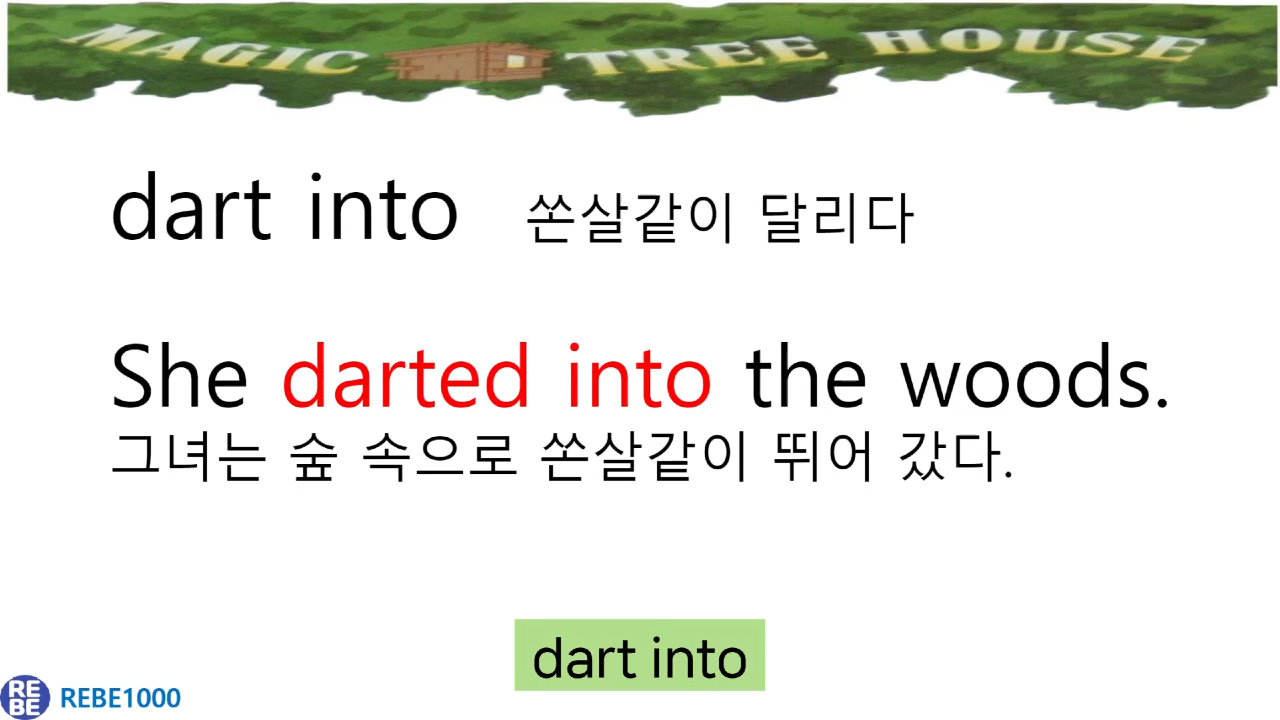 MAGIC TREE HOUSE
dart into 쏜살같이 달리다
She darted into the woods.
그녀는 숲 속으로 쏜살같이 뛰어 갔다.
dart into
RE
BE
REBE1000